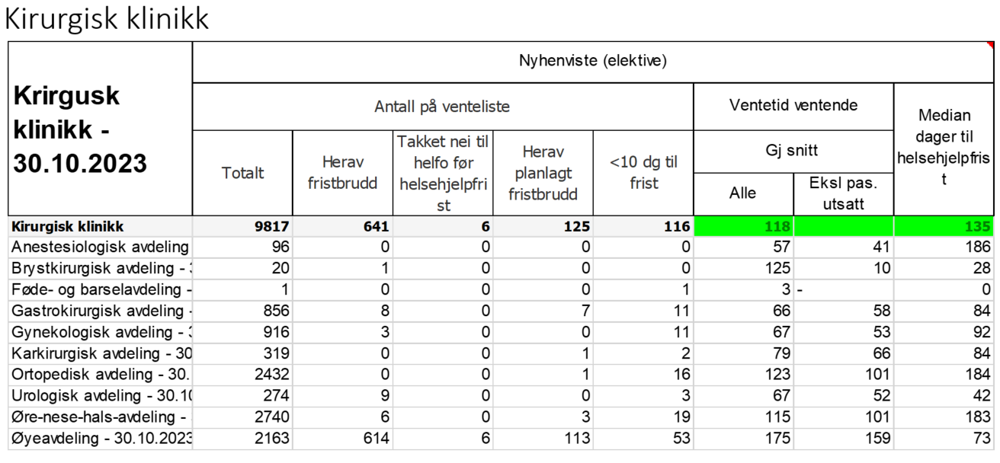 Kirurgisk klinikk
Krirgusk
klinikk -
30.10.2023
Nyhenviste (elektive)
Antall på venteliste
Ventetid ventende
Median
dager til
helsehjelpfris
t
Totalt
Herav
fristbrudd
Takket nei til
helfo før
helsehjelpfri
st
Herav
planlagt
fristbrudd
<10 dg til
frist
Gj snitt
Alle
Eksl pas.
utsatt
Kirurgisk klinikk 9817 641 6 125 116 118 135
Anestesiologisk avdeling 96 0 0 0 0 57 41 186
Brystkirurgisk avdeling - 20 1 0 0 0 125 10 28
Føde- og barselavdeling - 1 0 0 0 1 3 - 0
Gastrokirurgisk avdeling - 856 8 0 7 11 66 58 84
Gynekologisk avdeling - 916 3 0 0 11 67 53 92
Karkirurgisk avdeling - 30 319 0 0 1 2 79 66 84
Ortopedisk avdeling - 30. 2432 0 0 1 16 123 101 184
Urologisk avdeling - 30.10 274 9 0 0 3 67 52 42
Øre-nese-hals-avdeling - 2740 6 0 3 19 115 101 183
Øyeavdeling - 30.10.2023 2163 614 6 113 53 175 159 73